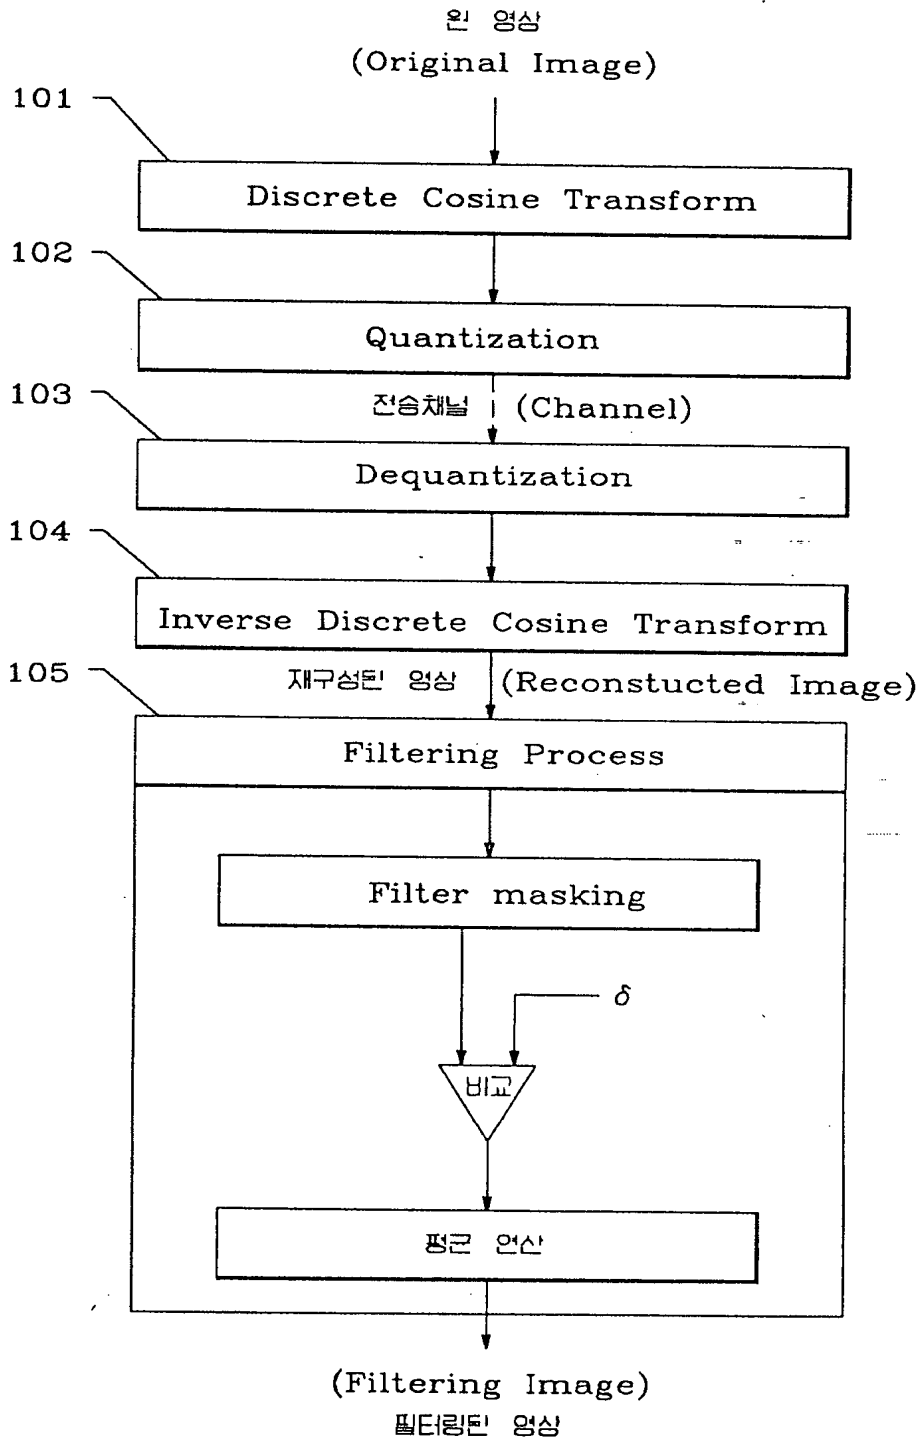 원 영상
(Original Image)
101
Discrete Cosine Transform
102
Quantization
103
전송채널 (Channel)
Dequantization
104
Inverse Discrete Cosine Transform
105
재구성된 영상 (Reconstucted Image)
Filtering Process
Filter masking
δ
비교
평균 연산
(Filtering Image)
필터링된 영상